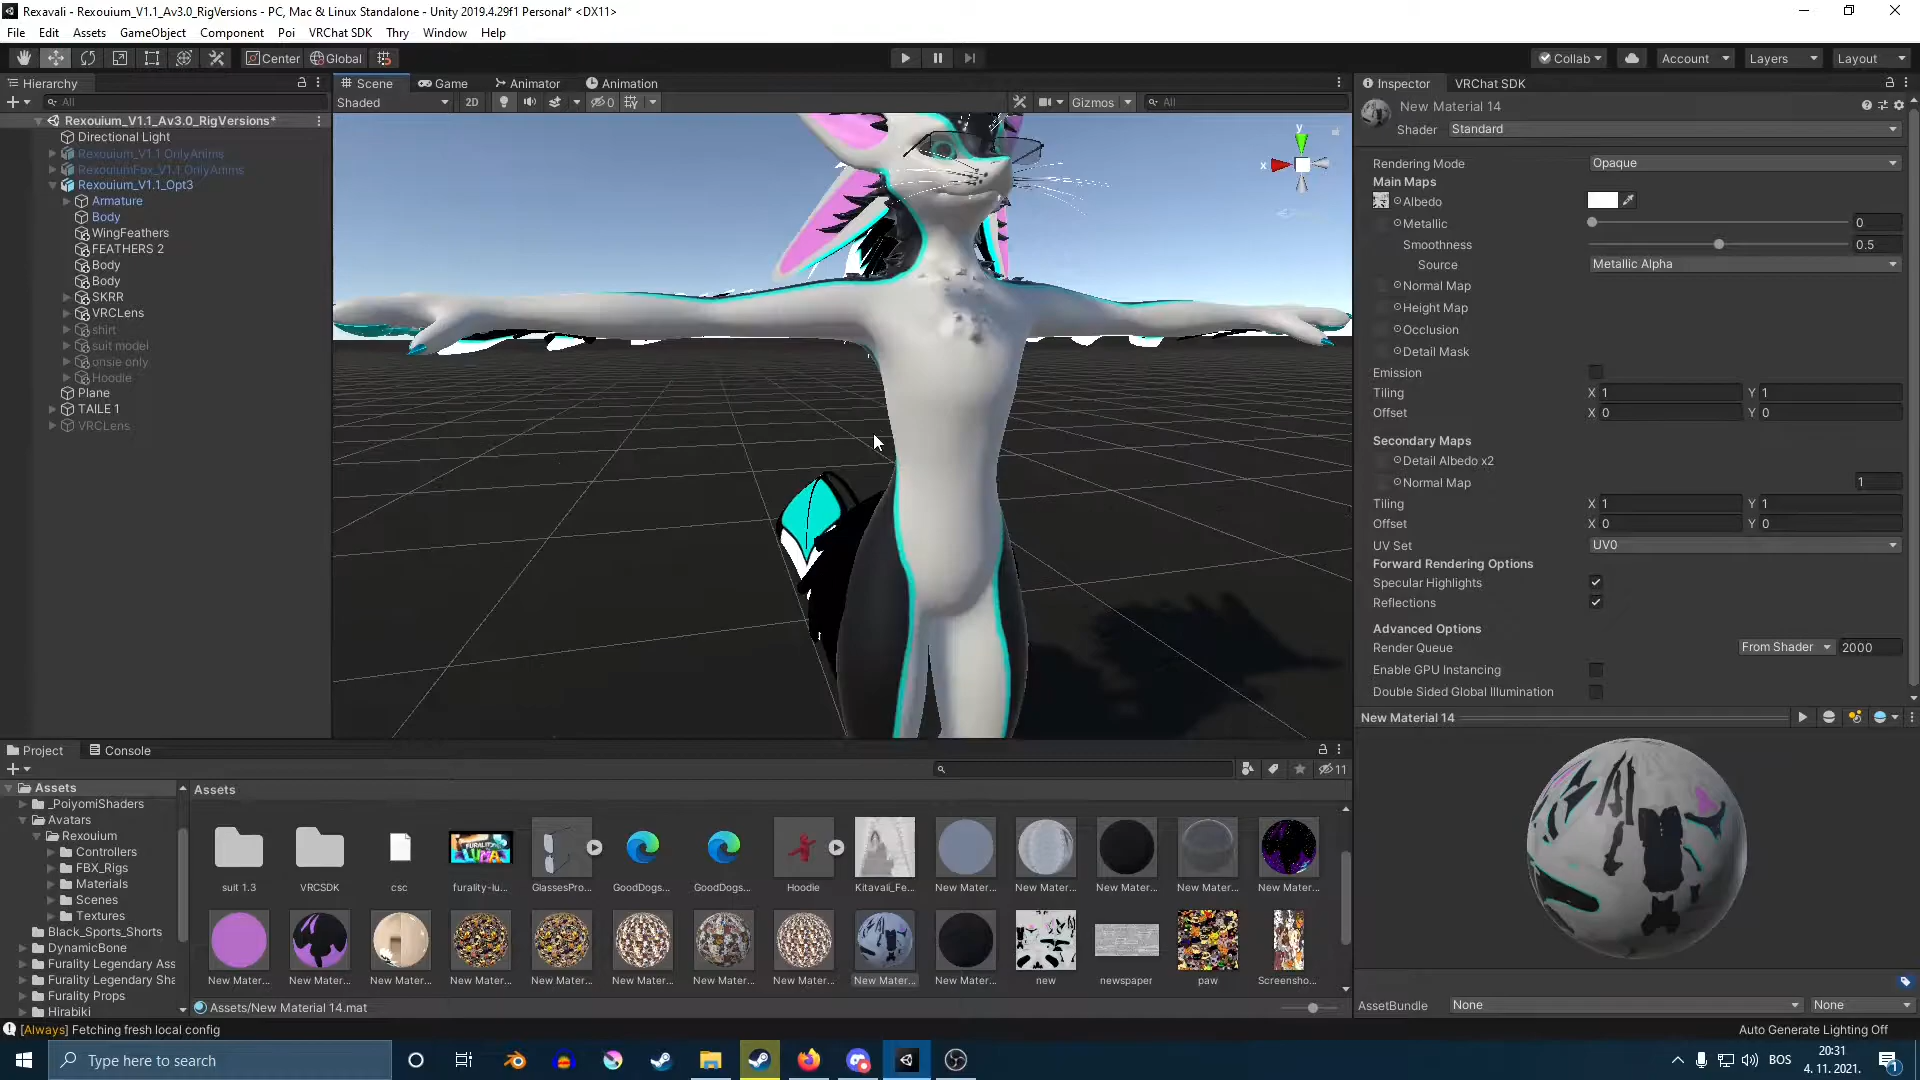 Rexavali - Rexouium_V1.1_Av3.0_RigVersions - PC, Mac & Linux Standalone - Unity 2019.4.29f1 Personal* <DX11>
File Edit Assets GameObject Component Poi VRChat SDK Thry Window Help
Center Global Collab Account Layers Layout
Hierarchy
All
Rexouium_V1.1_Av3.0_RigVersions*
Directional Light
Rexouium_V1.1 OnlyAnims
RexouiumFox_V1.1 OnlyAnims
Rexouium_V1.1_Opt3
Armature
Body
WingFeathers
FEATHERS 2
Body
Body
SKRR
VRCLens
shirt
suit model
onsie only
Hoodie
Plane
TAILE 1
VRCLens
Scene Game Animator Animation
Shaded 2D 0 Gizmos All
y
x
Inspector VRChat SDK
New Material 14
Shader Standard
Rendering Mode Opaque
Main Maps
Albedo
Metallic 0
Smoothness 0.5
Source Metallic Alpha
Normal Map
Height Map
Occlusion
Detail Mask
Emission
Tiling X 1 Y 1
Offset X 0 Y 0
Secondary Maps
Detail Albedo x2
Normal Map 1
Tiling X 1 Y 1
Offset X 0 Y 0
UV Set UV0
Forward Rendering Options
Specular Highlights
Reflections
Advanced Options
Render Queue From Shader 2000
Enable GPU Instancing
Double Sided Global Illumination
New Material 14
AssetBundle None None
Project Console
11
Assets
_PoiyomiShaders
Avatars
Rexouium
Controllers
FBX_Rigs
Materials
Scenes
Textures
Black_Sports_Shorts
DynamicBone
Furality Legendary Ass
Furality Legendary Sha
Furality Props
Hirabiki
Assets
suit 1.3 VRCSDK csc furality-lu... GlassesPro... GoodDogs... GoodDogs... Hoodie Kitavali_Fe... New Mater... New Mater... New Mater... New Mater... New Mater...
New Mater... New Mater... New Mater... New Mater... New Mater... New Mater... New Mater... New Mater... New Mater... New Mater... new newspaper paw Screensho...
Assets/New Material 14.mat
[Always] Fetching fresh local config
Auto Generate Lighting Off
Type here to search
BOS
20:31
4. 11. 2021.
1